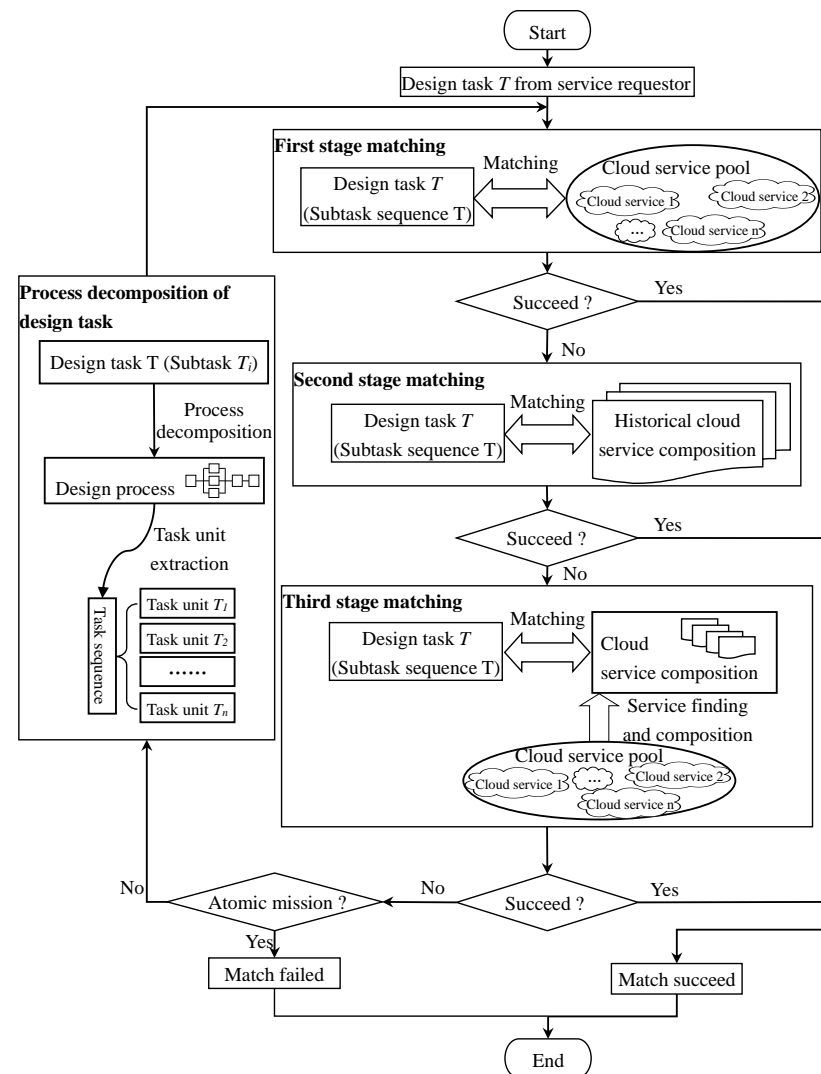 Start
Design task T from service requestor
First stage matching
Matching
Design task T
(Subtask sequence T)
Cloud service pool
Cloud service 1
Cloud service 2
...
Cloud service n
Succeed ?
Yes
No
Second stage matching
Matching
Design task T
(Subtask sequence T)
Historical cloud
service composition
Succeed ?
Yes
No
Third stage matching
Matching
Design task T
(Subtask sequence T)
Cloud
service composition
Service finding
and composition
Cloud service pool
Cloud service 1
...
Cloud service 2
Cloud service n
Succeed ?
Yes
No
Atomic mission ?
No
Yes
Process decomposition of
design task
Design task T (Subtask Ti)
Process
decomposition
Design process
Task unit
extraction
Task sequence
Task unit T1
Task unit T2
......
Task unit Tn
Match failed
Match succeed
End